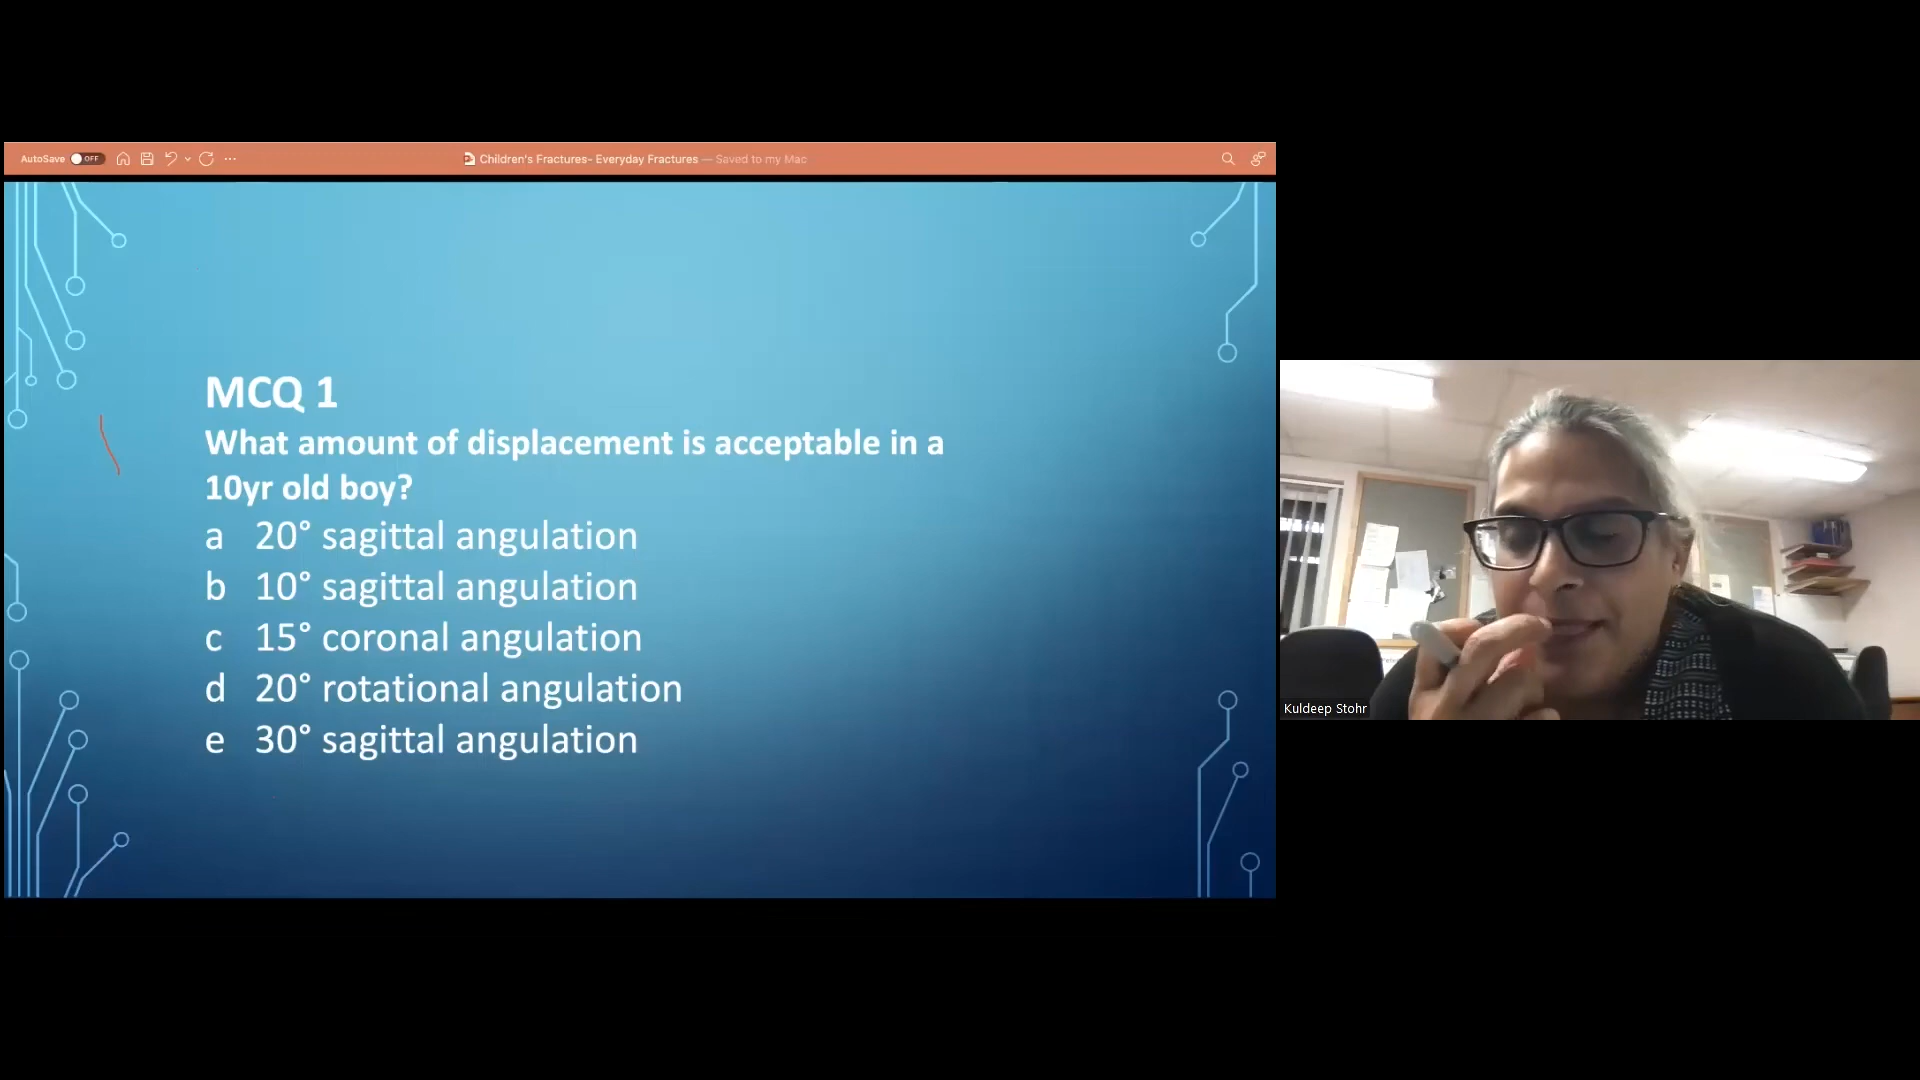 AutoSave OFF
Children's Fractures- Everyday Fractures — Saved to my Mac
MCQ 1
What amount of displacement is acceptable in a
10yr old boy?
a 20° sagittal angulation
b 10° sagittal angulation
c 15° coronal angulation
d 20° rotational angulation
e 30° sagittal angulation
Kuldeep Stohr